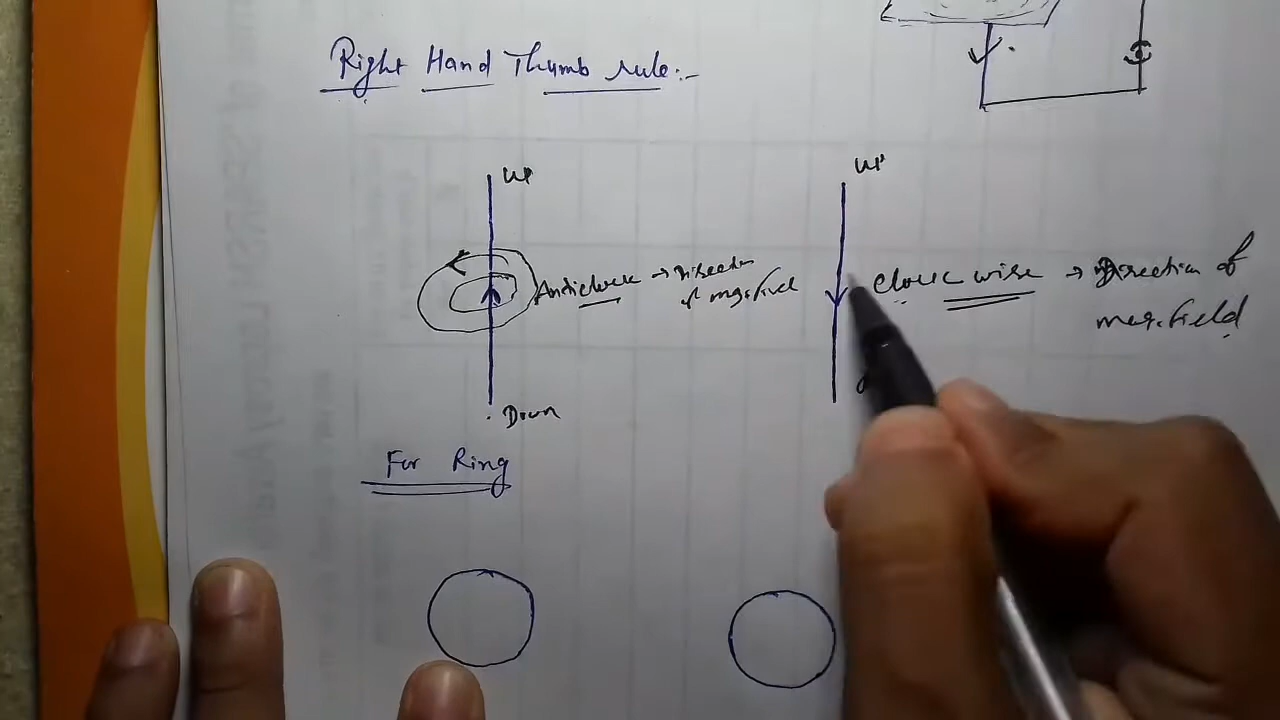 Right Hand Thumb rule:-
UP
UP
Anticlock → Direction
of mag. field
Clock wise → Direction of
mag. field
Down
For Ring